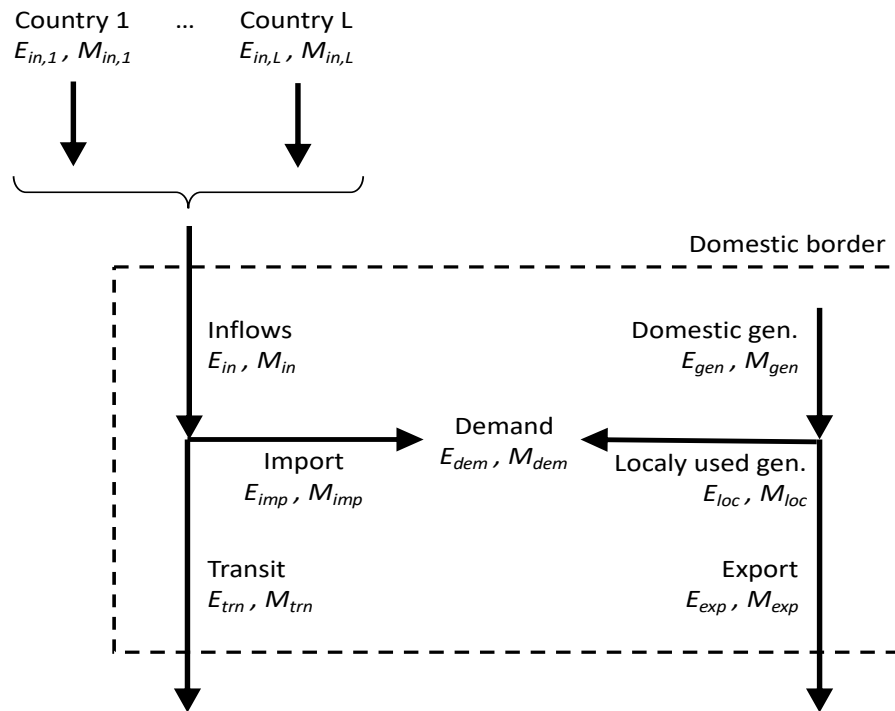 Country 1 ... Country L
E_in,1 , M_in,1 E_in,L , M_in,L
Domestic border
Inflows
E_in , M_in
Domestic gen.
E_gen , M_gen
Demand
E_dem , M_dem
Import
E_imp , M_imp
Localy used gen.
E_loc , M_loc
Transit
E_trn , M_trn
Export
E_exp , M_exp